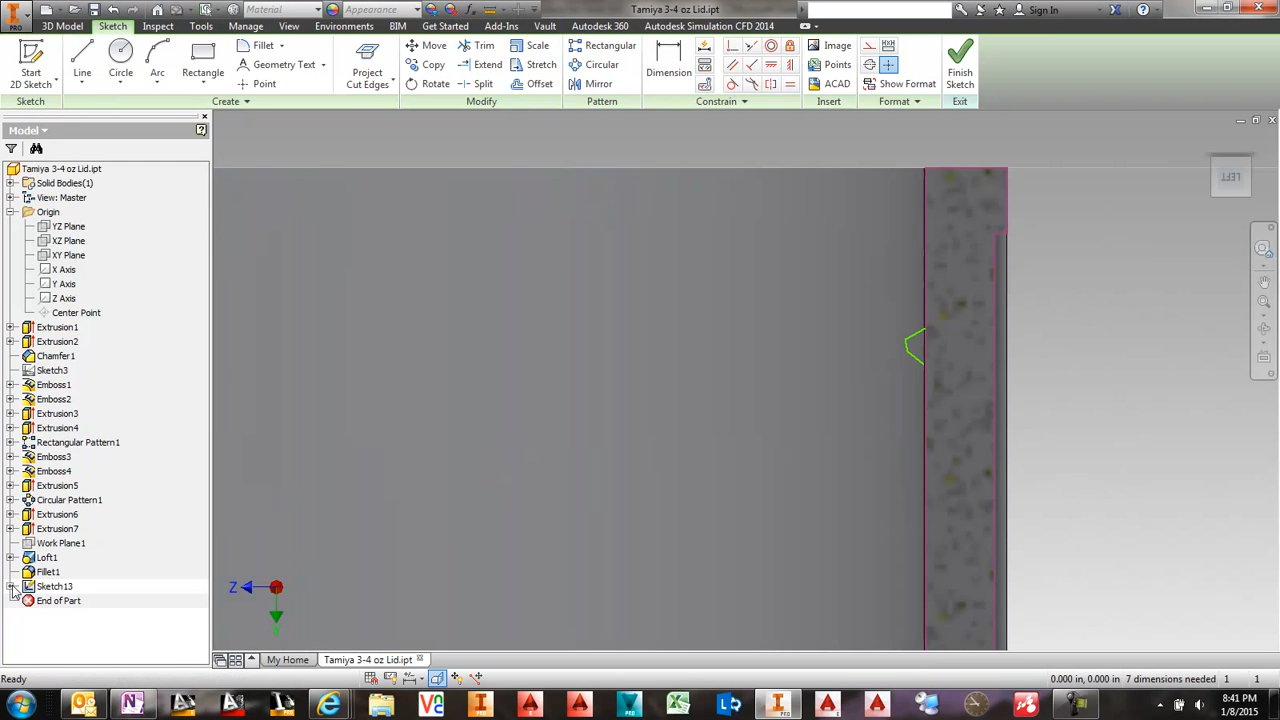 PRO
Material
Appearance
Tamiya 3-4 oz Lid.ipt
Sign In
3D Model
Sketch
Inspect
Tools
Manage
View
Environments
BIM
Get Started
Vault
Add-Ins
Autodesk 360
Autodesk Simulation CFD 2014
Start
2D Sketch
Line
Circle
Arc
Rectangle
Fillet
Geometry Text
Point
Project
Cut Edges
Move
Copy
Rotate
Trim
Extend
Split
Scale
Stretch
Offset
Rectangular
Circular
Mirror
Dimension
Image
Points
ACAD
Show Format
Finish
Sketch
Sketch
Create
Modify
Pattern
Constrain
Insert
Format
Exit
Model
Tamiya 3-4 oz Lid.ipt
Solid Bodies(1)
View: Master
Origin
YZ Plane
XZ Plane
XY Plane
X Axis
Y Axis
Z Axis
Center Point
Extrusion1
Extrusion2
Chamfer1
Sketch3
Emboss1
Emboss2
Extrusion3
Extrusion4
Rectangular Pattern1
Emboss3
Emboss4
Extrusion5
Circular Pattern1
Extrusion6
Extrusion7
Work Plane1
Loft1
Fillet1
Sketch13
End of Part
LEFT
Z
My Home
Tamiya 3-4 oz Lid.ipt
Ready
0.000 in, 0.000 in
7 dimensions needed
1
1
8:41 PM
1/8/2015